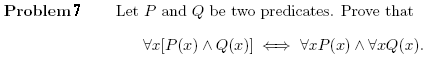 Problem 7 Let P and Q be two predicates. Prove that
∀x[P(x) ∧ Q(x)] ⟺ ∀xP(x) ∧ ∀xQ(x).